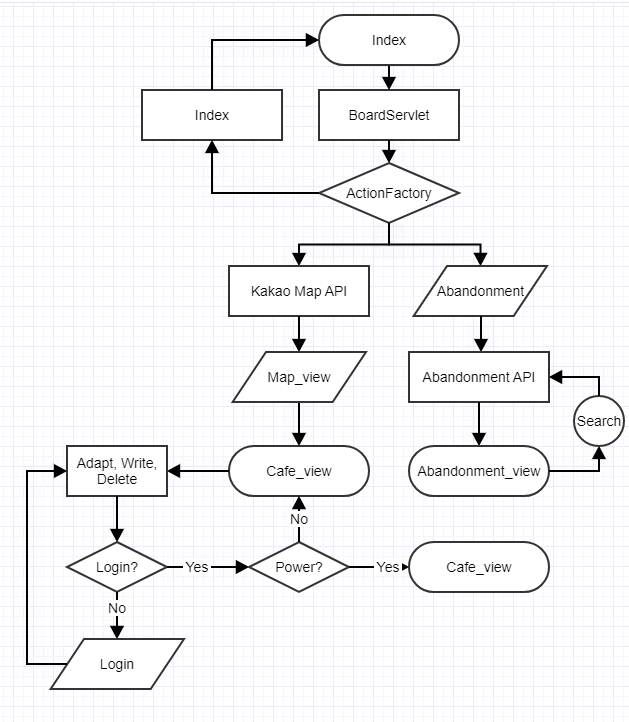 Index
Index
BoardServlet
ActionFactory
Kakao Map API
Abandonment
Map_view
Abandonment API
Search
Adapt, Write,
Delete
Cafe_view
Abandonment_view
No
Login?
Yes
Power?
Yes
Cafe_view
No
Login